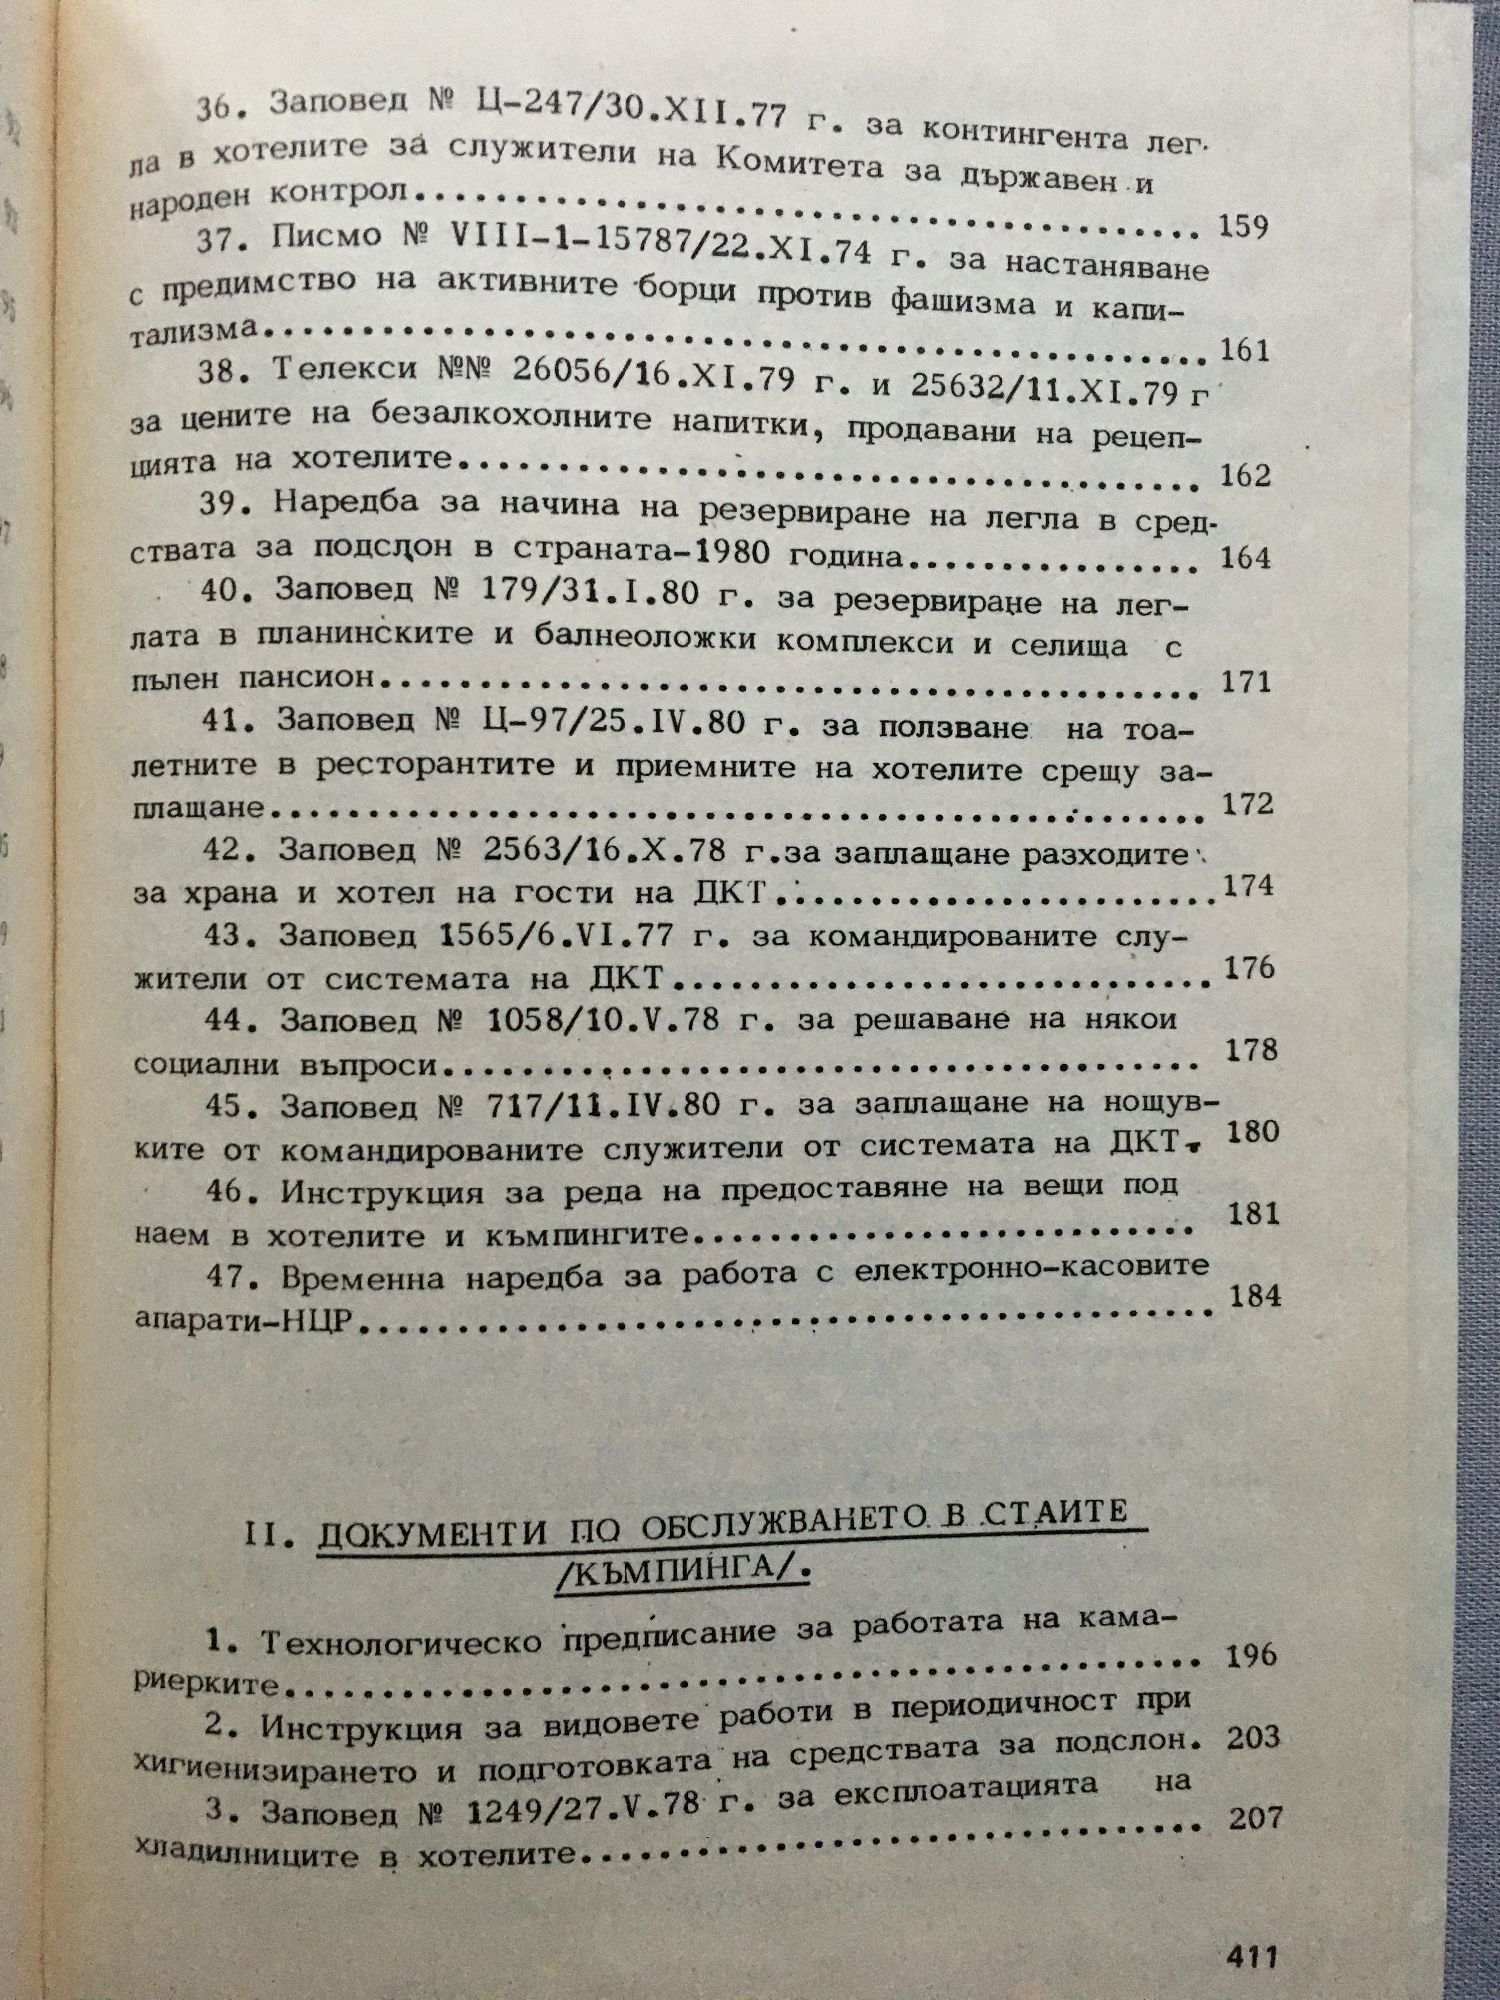 36. Заповед № Ц-247/30.XII.77 г. за контингента лег-
ла в хотелите за служители на Комитета за държавен и
народен контрол........................................ 159
37. Писмо № VIII-1-15787/22.XI.74 г. за настаняване
с предимство на активните борци против фашизма и капи-
тализма................................................ 161
38. Телекси №№ 26056/16.XI.79 г. и 25632/11.XI.79 г
за цените на безалкохолните напитки, продавани на рецеп-
цията на хотелите...................................... 162
39. Наредба за начина на резервиране на легла в сред-
ствата за подслон в страната-1980 година............... 164
40. Заповед № 179/31.I.80 г. за резервиране на лег-
лата в планинските и балнеоложки комплекси и селища с
пълен пансион.......................................... 171
41. Заповед № Ц-97/25.IV.80 г. за ползване на тоа-
летните в ресторантите и приемните на хотелите срещу за-
плащане................................................ 172
42. Заповед № 2563/16.X.78 г.за заплащане разходите
за храна и хотел на гости на ДКТ....................... 174
43. Заповед 1565/6.VI.77 г. за командированите слу-
жители от системата на ДКТ............................. 176
44. Заповед № 1058/10.V.78 г. за решаване на някои
социални въпроси....................................... 178
45. Заповед № 717/11.IV.80 г. за заплащане на нощув-
ките от командированите служители от системата на ДКТ. 180
46. Инструкция за реда на предоставяне на вещи под
наем в хотелите и къмпингите........................... 181
47. Временна наредба за работа с електронно-касовите
апарати-НЦР............................................ 184
II. ДОКУМЕНТИ ПО ОБСЛУЖВАНЕТО В СТАИТЕ
/КЪМПИНГА/.
1. Технологическо предписание за работата на кама-
риерките............................................... 196
2. Инструкция за видовете работи в периодичност при
хигиенизирането и подготовката на средствата за подслон. 203
3. Заповед № 1249/27.V.78 г. за експлоатацията на
хладилниците в хотелите................................ 207
411